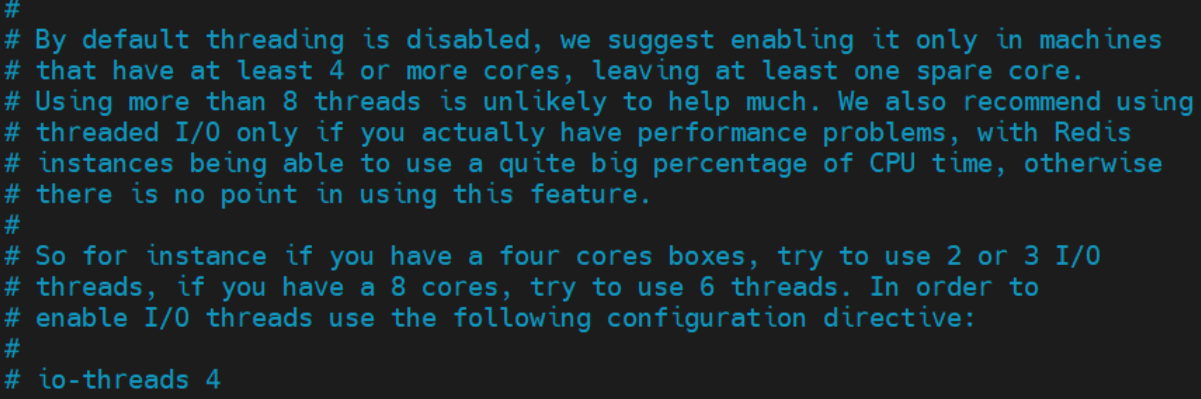 #
# By default threading is disabled, we suggest enabling it only in machines
# that have at least 4 or more cores, leaving at least one spare core.
# Using more than 8 threads is unlikely to help much. We also recommend using
# threaded I/O only if you actually have performance problems, with Redis
# instances being able to use a quite big percentage of CPU time, otherwise
# there is no point in using this feature.
#
# So for instance if you have a four cores boxes, try to use 2 or 3 I/O
# threads, if you have a 8 cores, try to use 6 threads. In order to
# enable I/O threads use the following configuration directive:
#
# io-threads 4